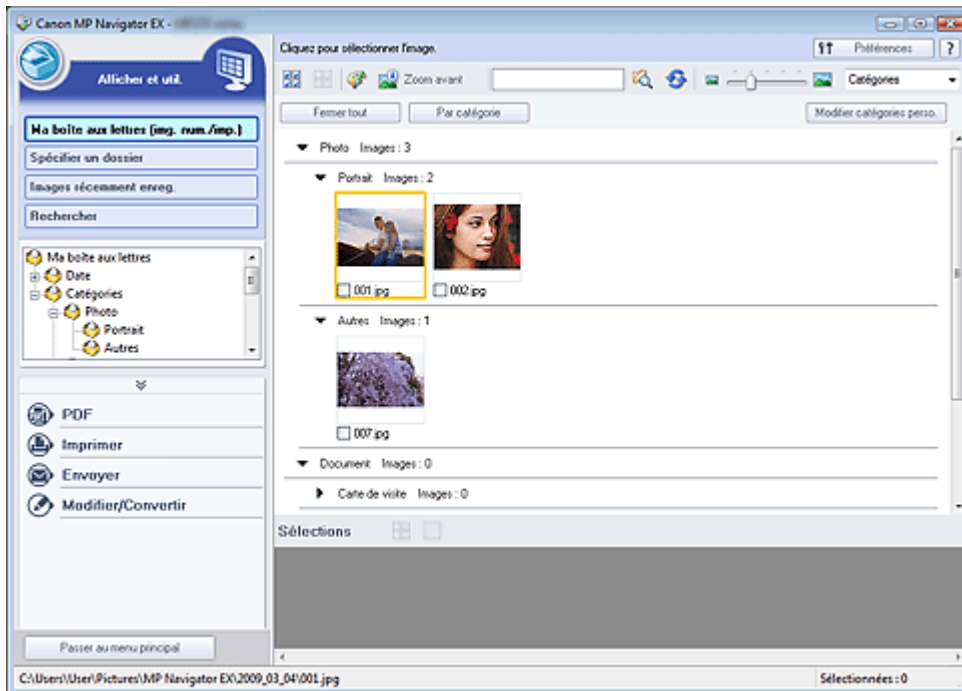 Canon MP Navigator EX -
Afficher et util.
Cliquez pour sélectionner l'image.
Préférences
?
Zoom avant
Catégories
Fermer tout
Par catégorie
Modifier catégories perso.
Ma boîte aux lettres (img. num./imp.)
Spécifier un dossier
Images récemment enreg.
Rechercher
Ma boîte aux lettres
Date
Catégories
Photo
Portrait
Autres
PDF
Imprimer
Envoyer
Modifier/Convertir
Passer au menu principal
Photo Images : 3
Portrait Images : 2
001.jpg
002.jpg
Autres Images : 1
007.jpg
Document Images : 0
Carte de visite Images : 0
Sélections
C:\Users\User\Pictures\MP Navigator EX\2009_03_04\001.jpg
Sélectionnées : 0